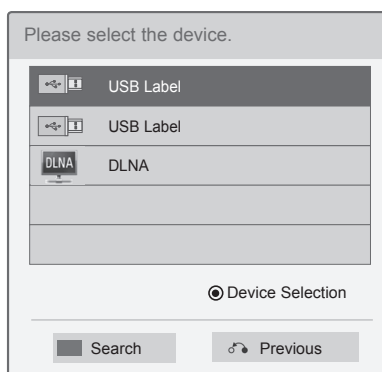 Please select the device.
USB Label
USB Label
DLNA DLNA
Device Selection
Search Previous